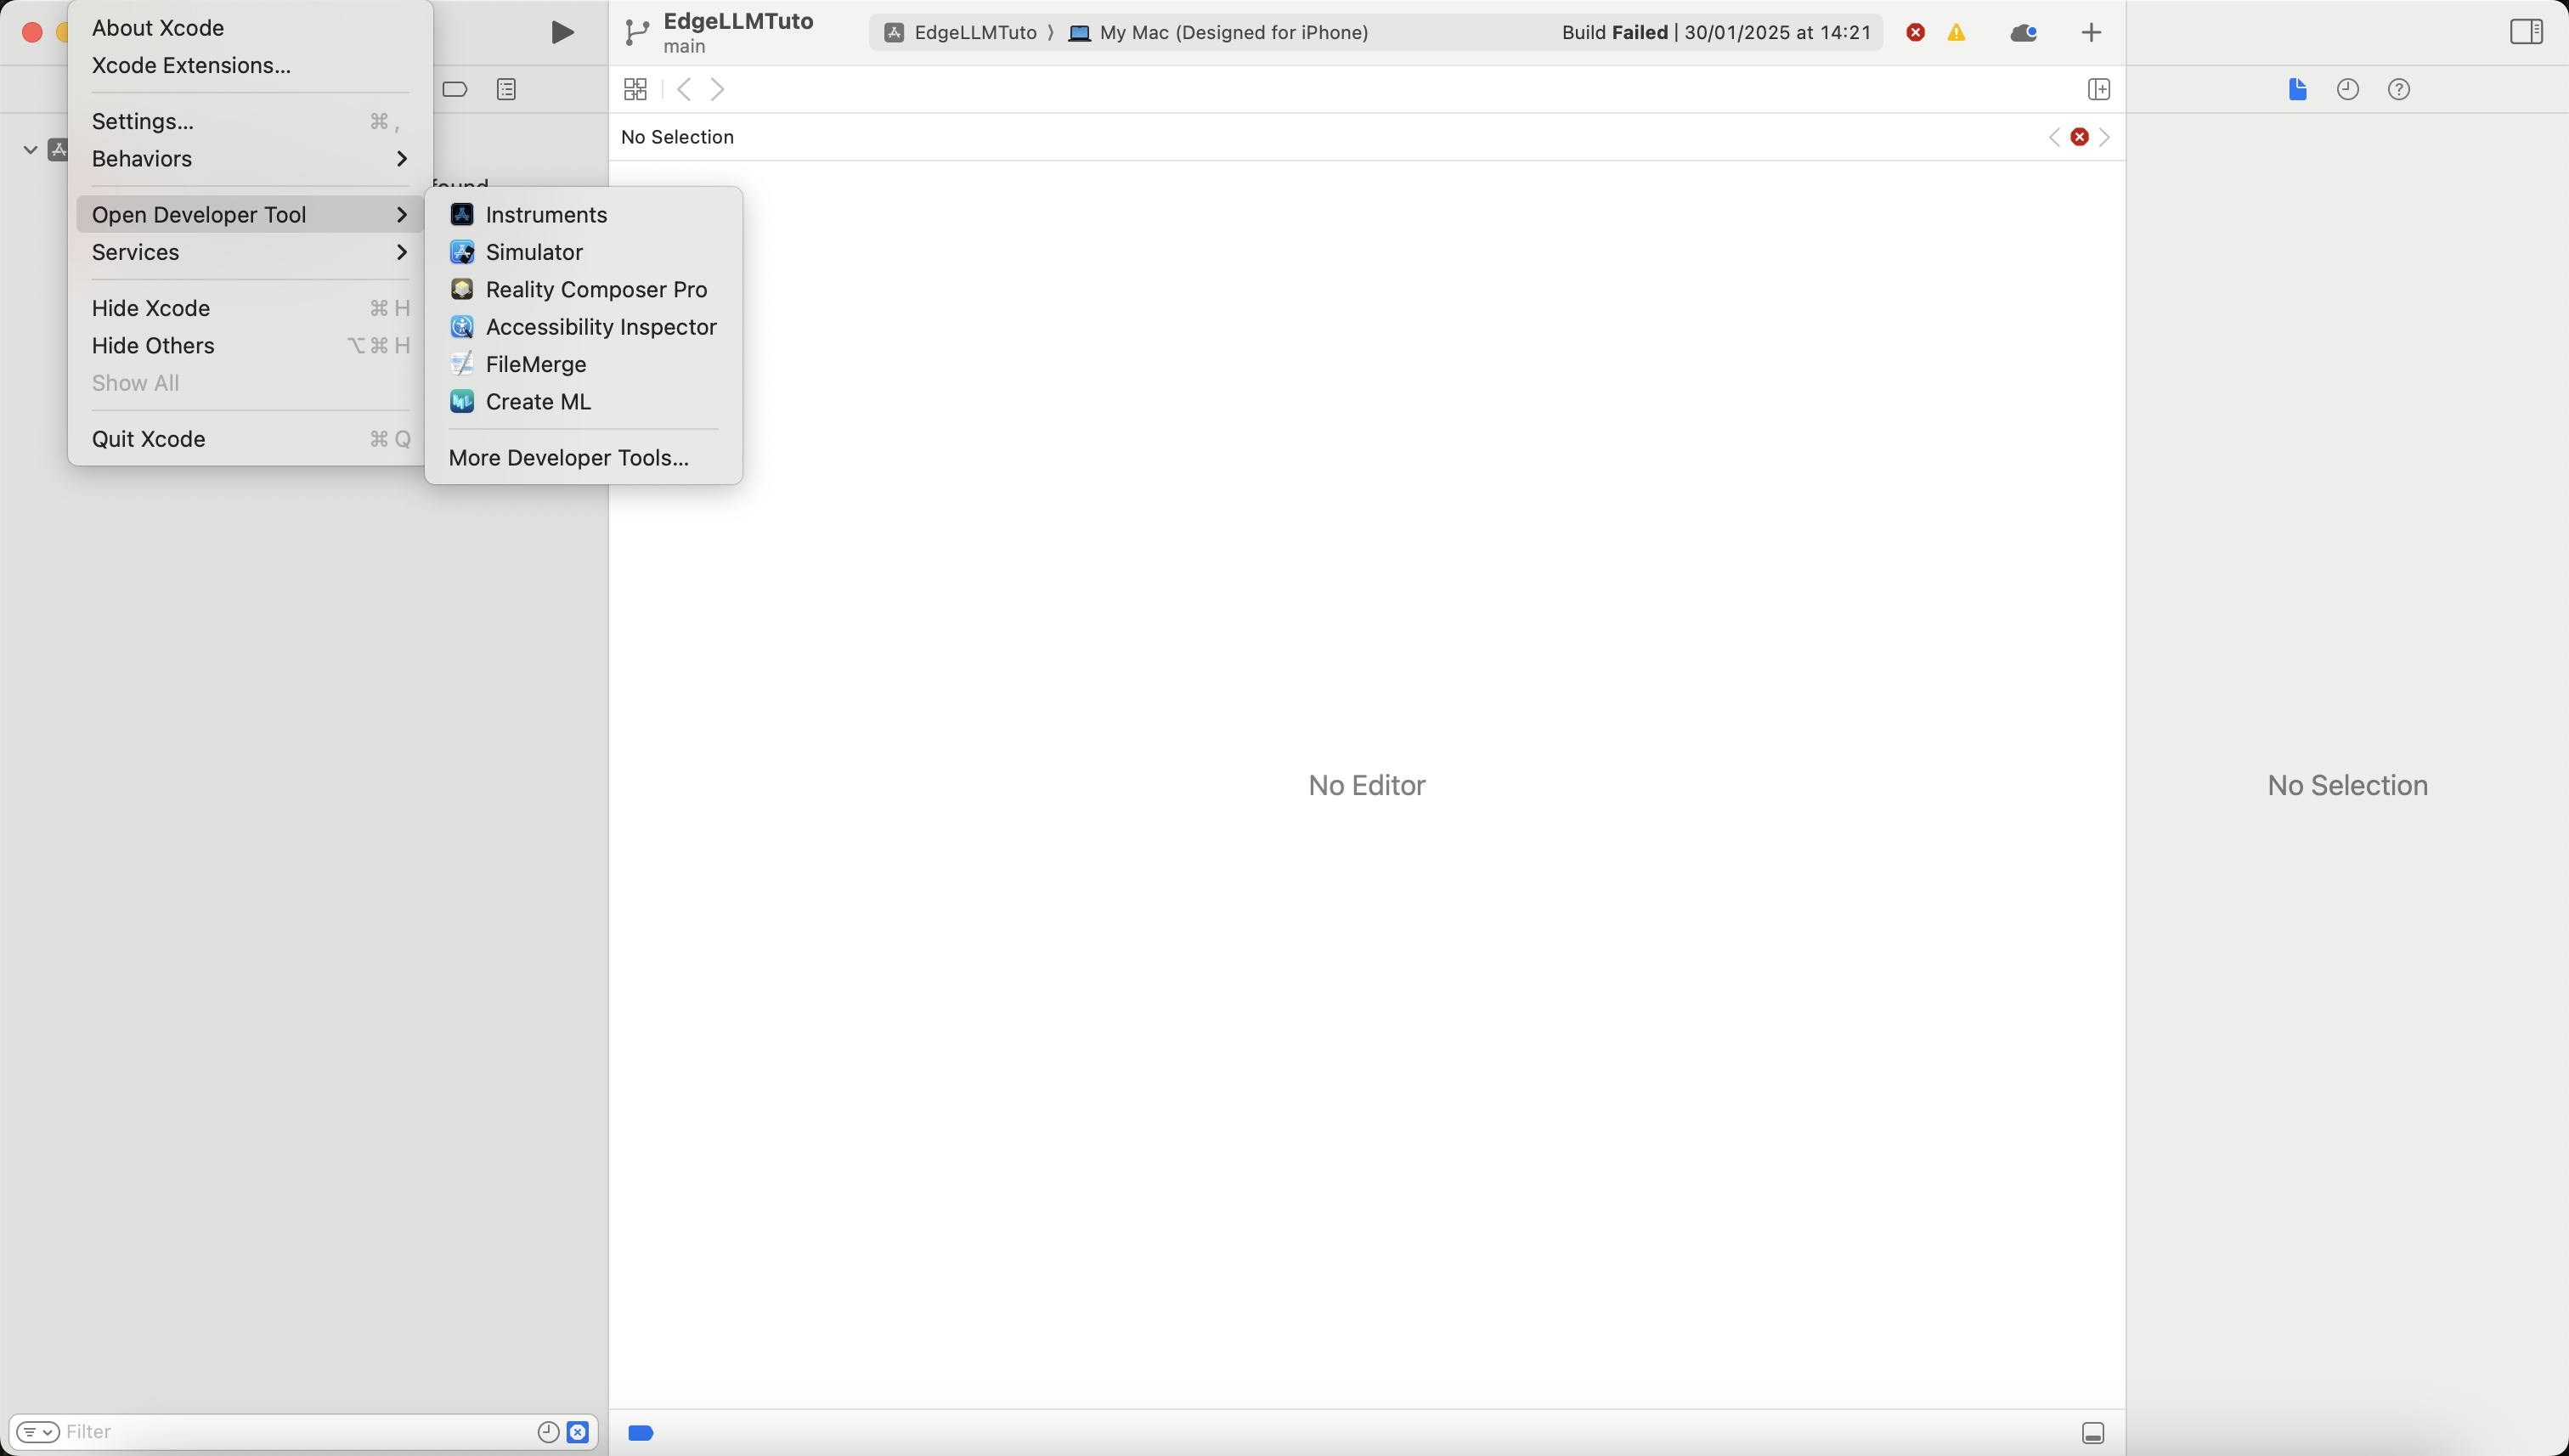 About Xcode
Xcode Extensions...
Settings... ⌘ ,
Behaviors
Open Developer Tool
Services
Hide Xcode ⌘ H
Hide Others ⌥ ⌘ H
Show All
Quit Xcode ⌘ Q
found
Instruments
Simulator
Reality Composer Pro
Accessibility Inspector
FileMerge
Create ML
More Developer Tools...
EdgeLLMTuto
main
EdgeLLMTuto 〉 My Mac (Designed for iPhone)
Build Failed | 30/01/2025 at 14:21
No Selection
No Editor
No Selection
Filter